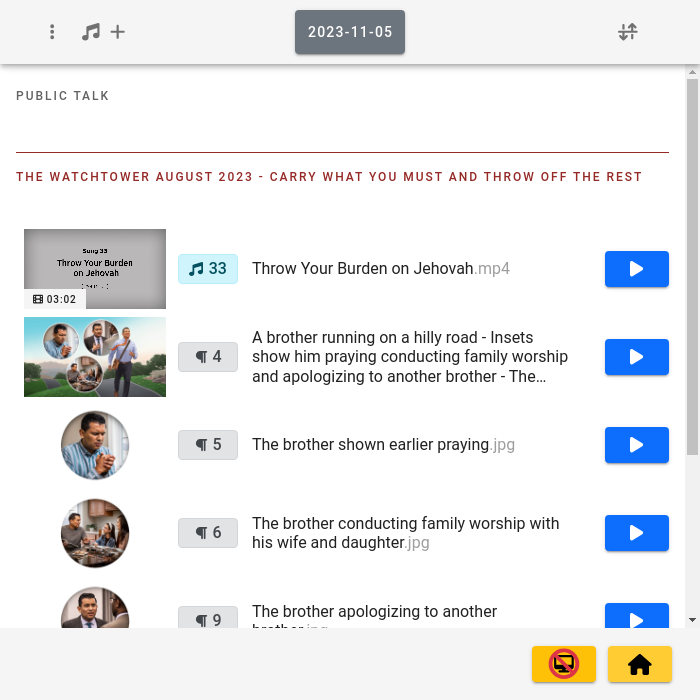 2023-11-05
PUBLIC TALK
THE WATCHTOWER AUGUST 2023 - CARRY WHAT YOU MUST AND THROW OFF THE REST
Song 33
Throw Your Burden
on Jehovah
03:02
33
Throw Your Burden on Jehovah.mp4
¶ 4
A brother running on a hilly road - Insets
show him praying conducting family worship
and apologizing to another brother - The...
¶ 5
The brother shown earlier praying.jpg
¶ 6
The brother conducting family worship with
his wife and daughter.jpg
¶ 9
The brother apologizing to another
brother.jpg